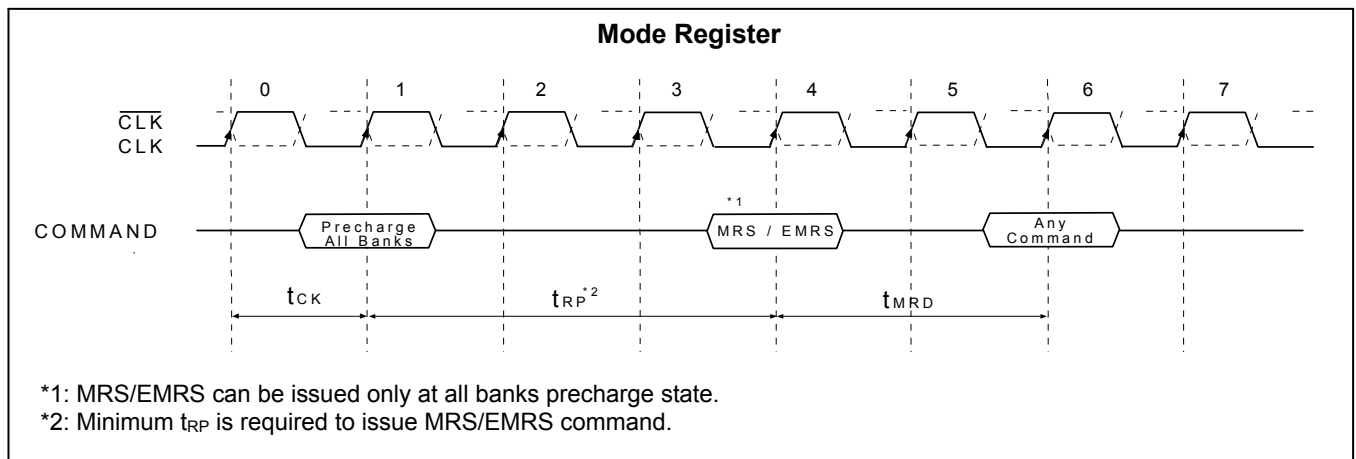 Mode Register
0 1 2 3 4 5 6 7
CLK
CLK
COMMAND
Precharge
All Banks
*1
MRS / EMRS
Any
Command
tCK
tRP*2
tMRD
*1: MRS/EMRS can be issued only at all banks precharge state.
*2: Minimum tRP is required to issue MRS/EMRS command.